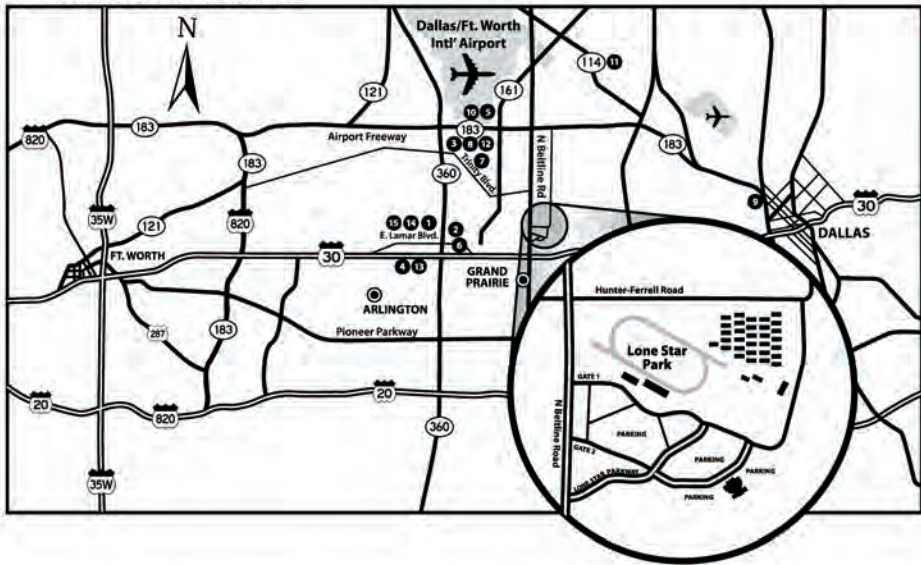 Dallas/Ft. Worth
Intl' Airport
N
114 11
121
161
820
183
10 5
183
Airport Freeway
3 8 12
7
Trinity Blvd.
183
183
360
N Beltline Rd
9
30
35W
121
820
15 14 1
2
E. Lamar Blvd.
6
DALLAS
FT. WORTH
30
4 13
GRAND
PRAIRIE
ARLINGTON
Hunter-Ferrell Road
287
183
Pioneer Parkway
Lone Star
Park
GATE 1
20
820
20
360
N Beltline Road
PARKING
GATE 2
PARKING
PARKING
LONE STAR PARKWAY
PARKING
35W
20